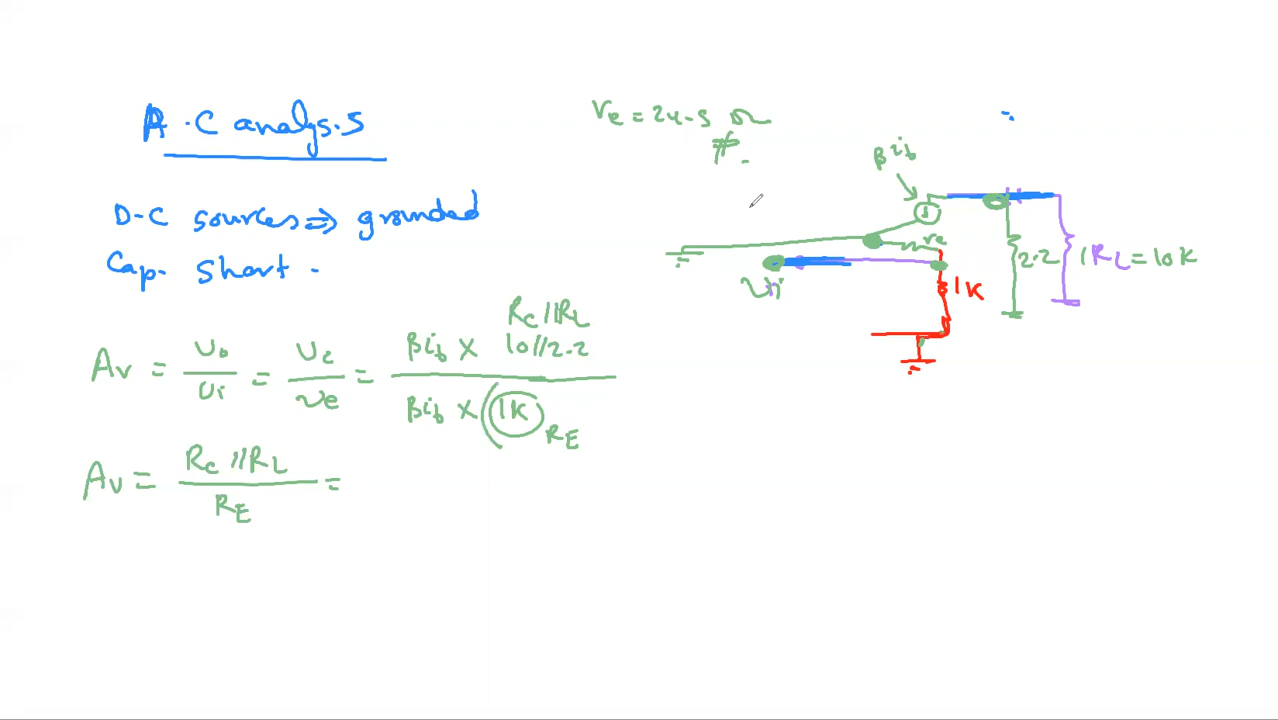 A.C analysis
D-C sources ⇒ grounded
Cap. Short.
re = 24.5 Ω
βib
re
Vi
1K
2.2
RL = 10K
Av = Vo/Vi = Vc/Ve = βib × 10//2.2 / βib × (1K
RC//RL
RE
Av = RC//RL / RE =